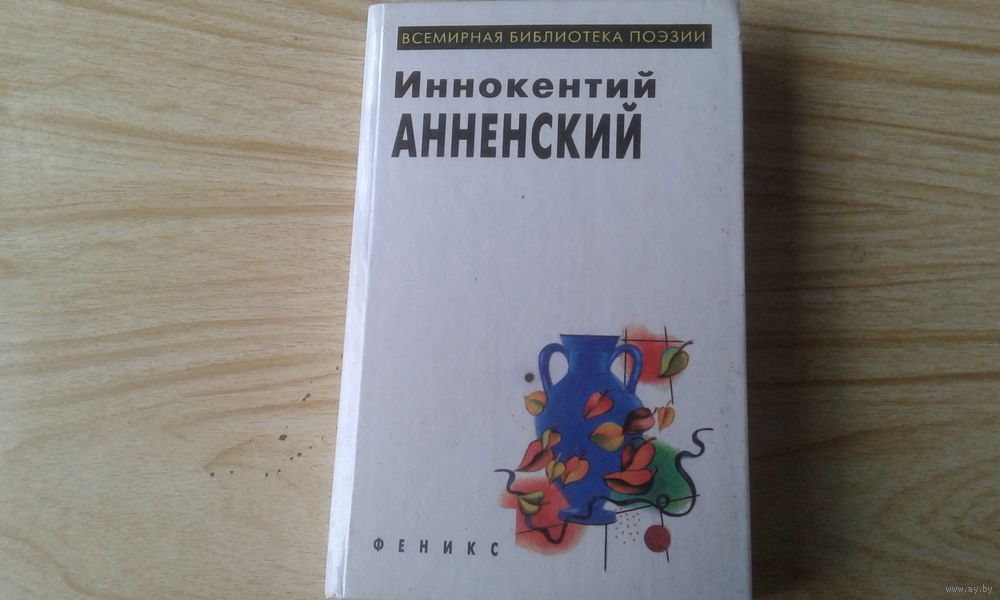 ВСЕМИРНАЯ БИБЛИОТЕКА ПОЭЗИИ
Иннокентий
АННЕНСКИЙ
ФЕНИКС
www.ay.by